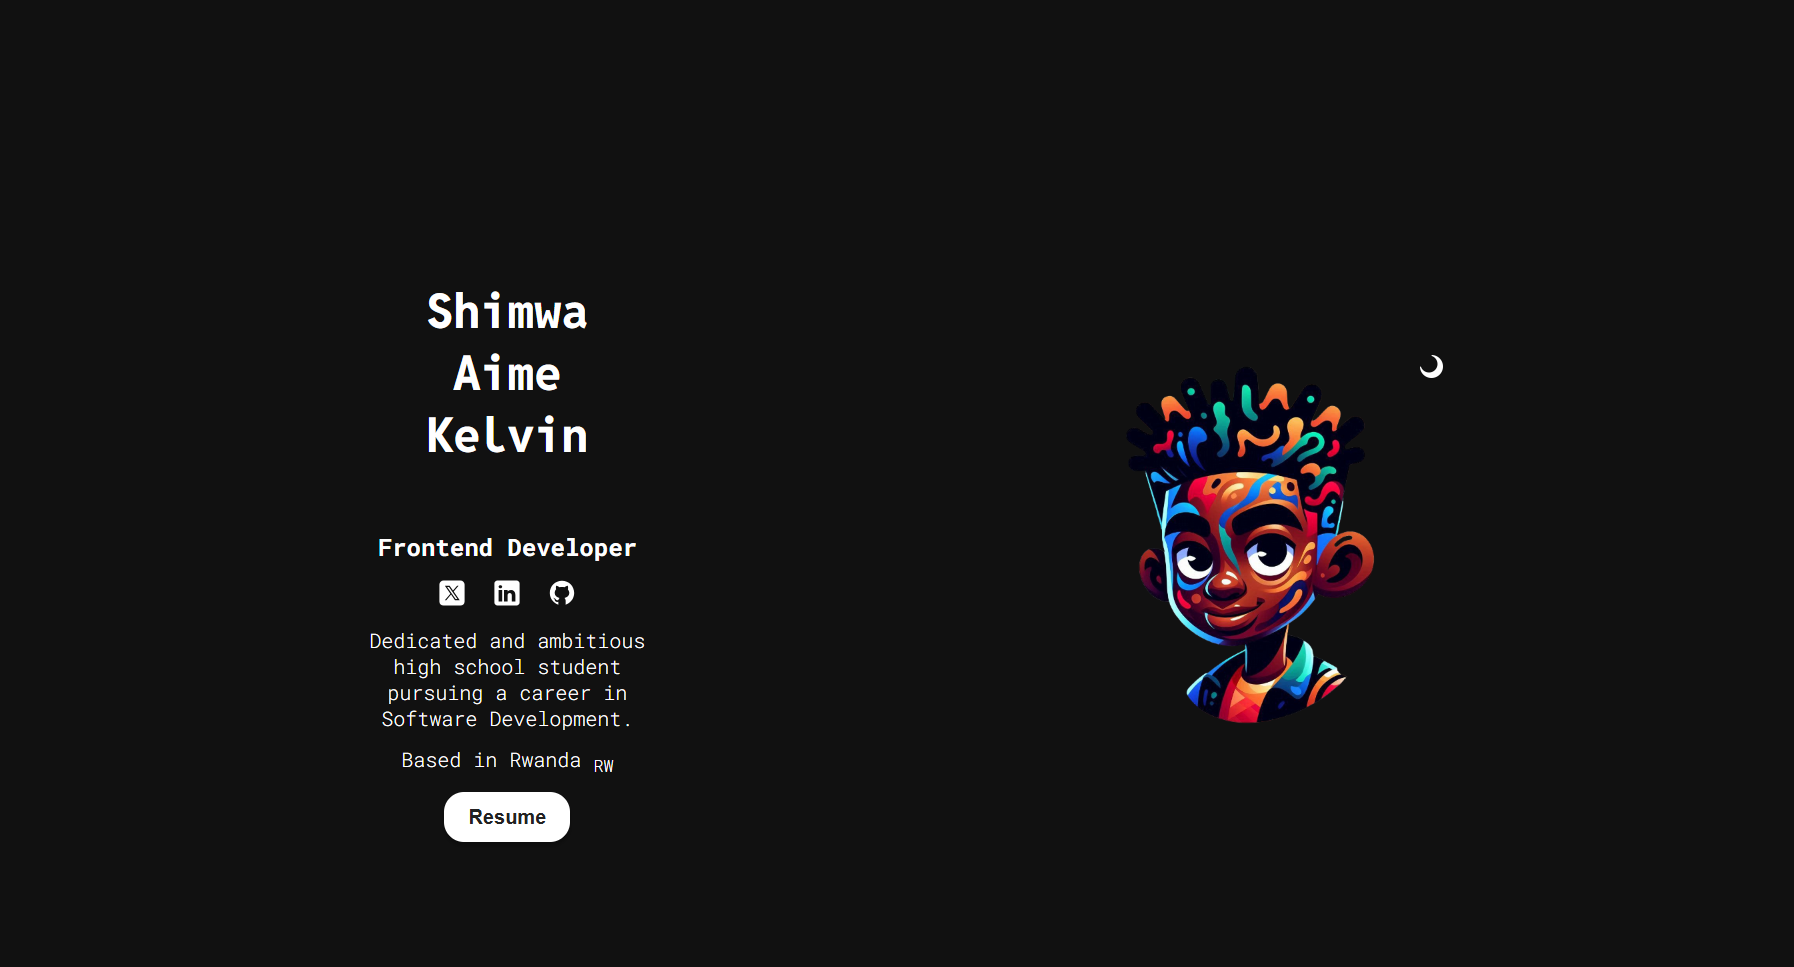 Shimwa
Aime
Kelvin
Frontend Developer
Dedicated and ambitious
high school student
pursuing a career in
Software Development.
Based in Rwanda RW
Resume